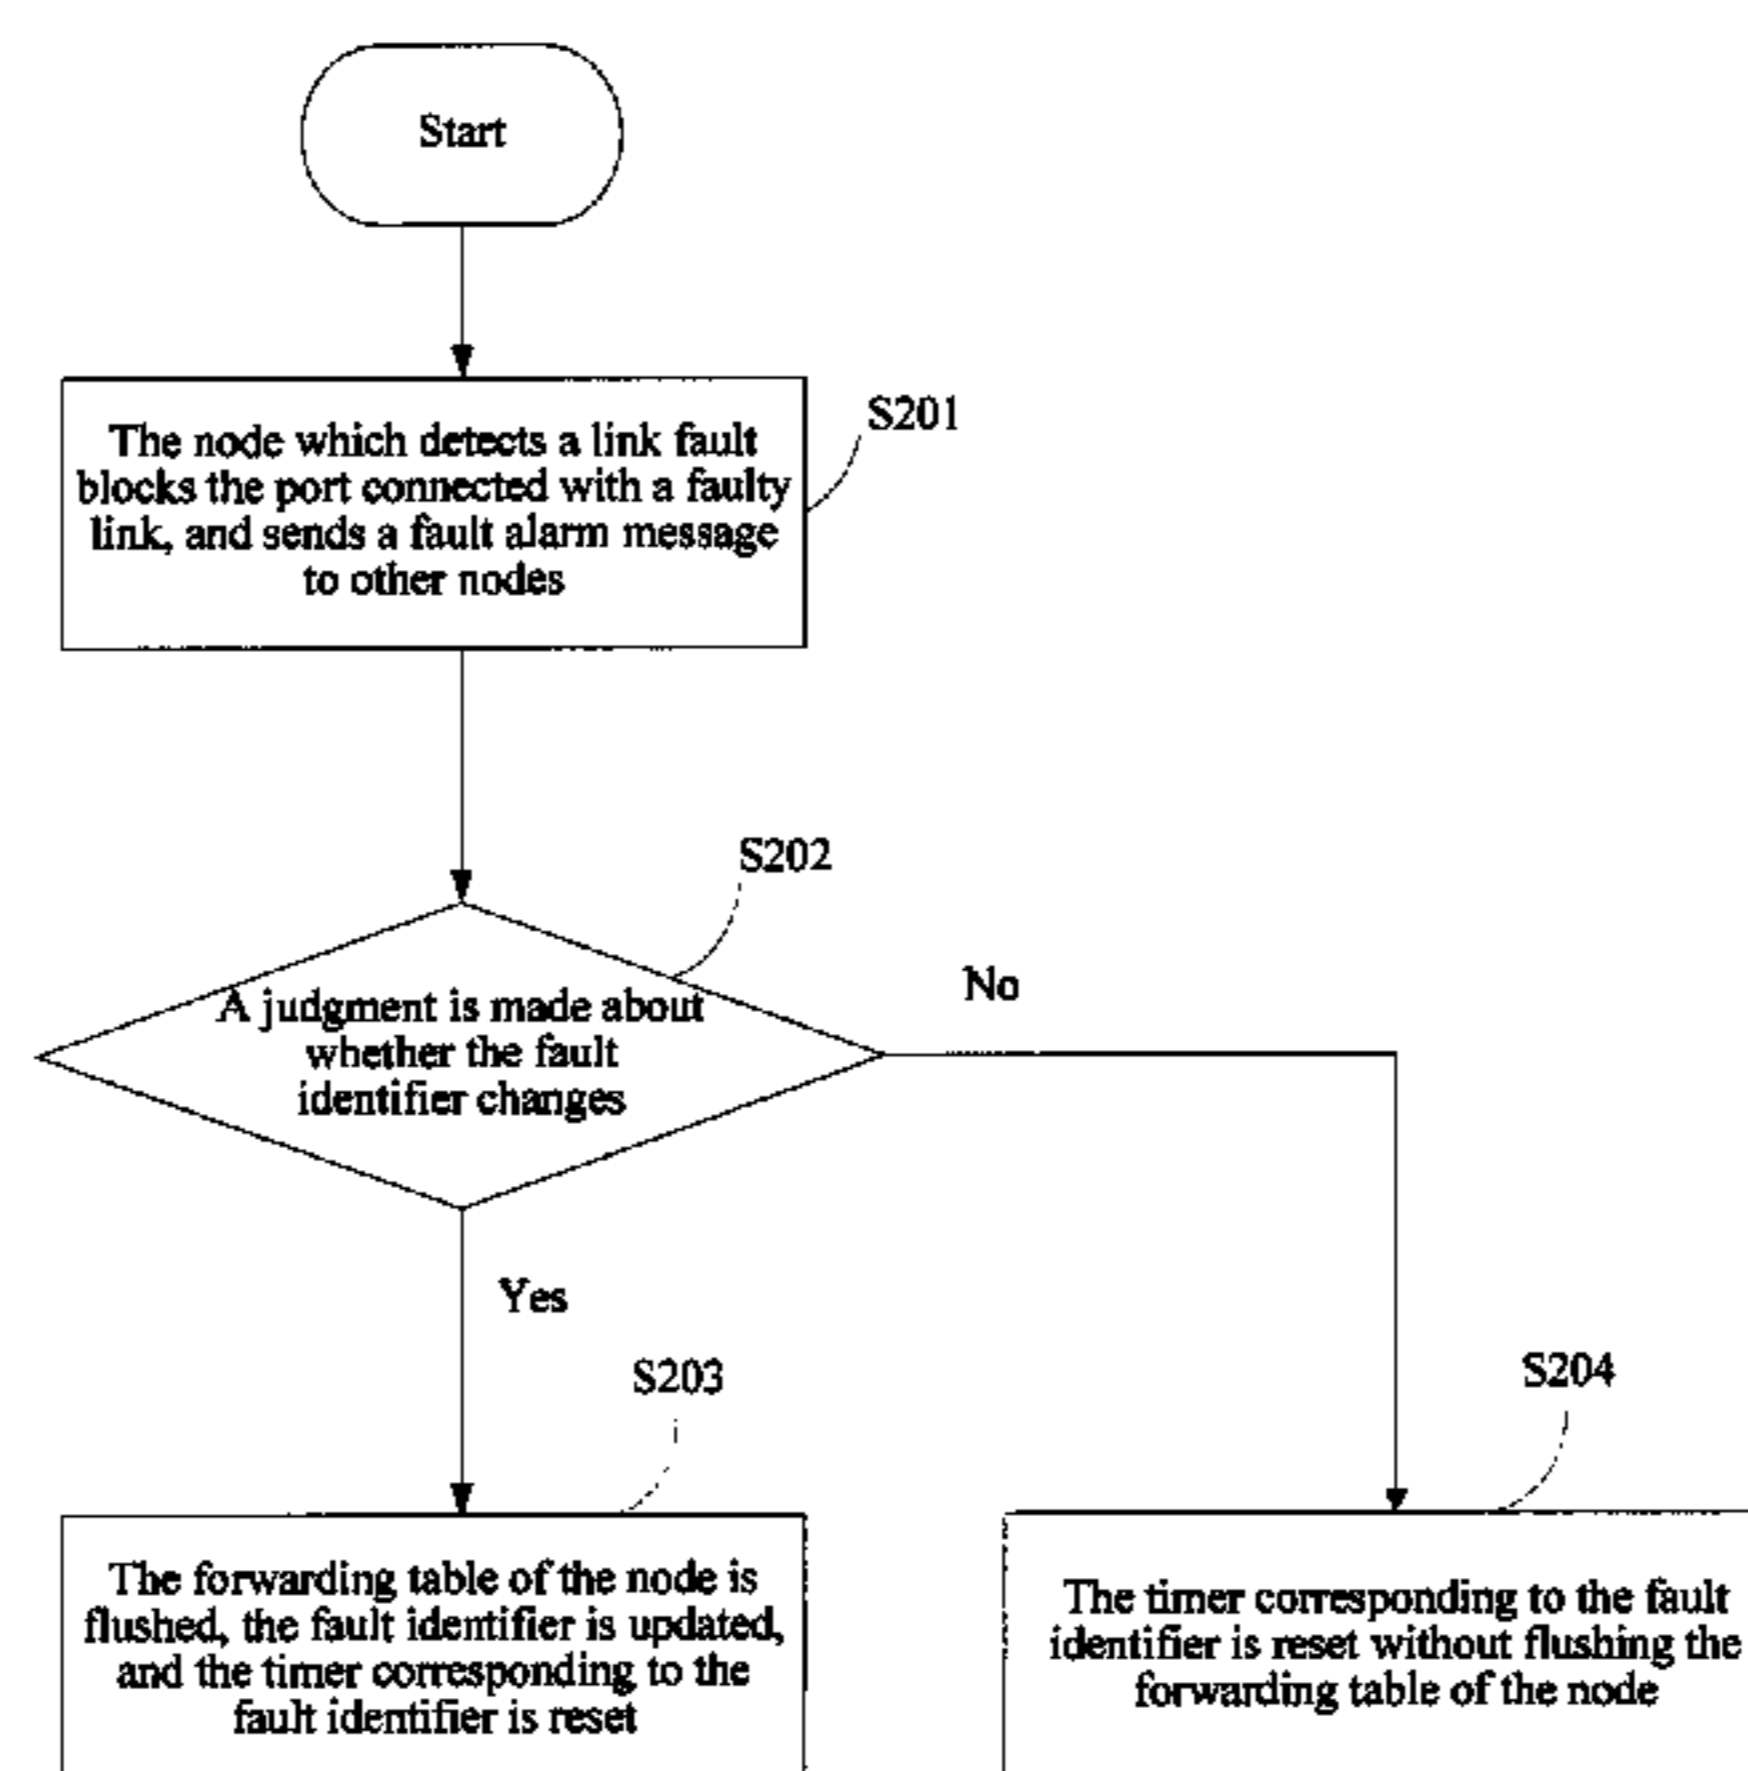 Start
S201
The node which detects a link fault
blocks the port connected with a faulty
link, and sends a fault alarm message
to other nodes
S202
No
A judgment is made about
whether the fault
identifier changes
Yes
S203
S204
The forwarding table of the node is
flushed, the fault identifier is updated,
and the timer corresponding to the
fault identifier is reset
The timer corresponding to the fault
identifier is reset without flushing the
forwarding table of the node